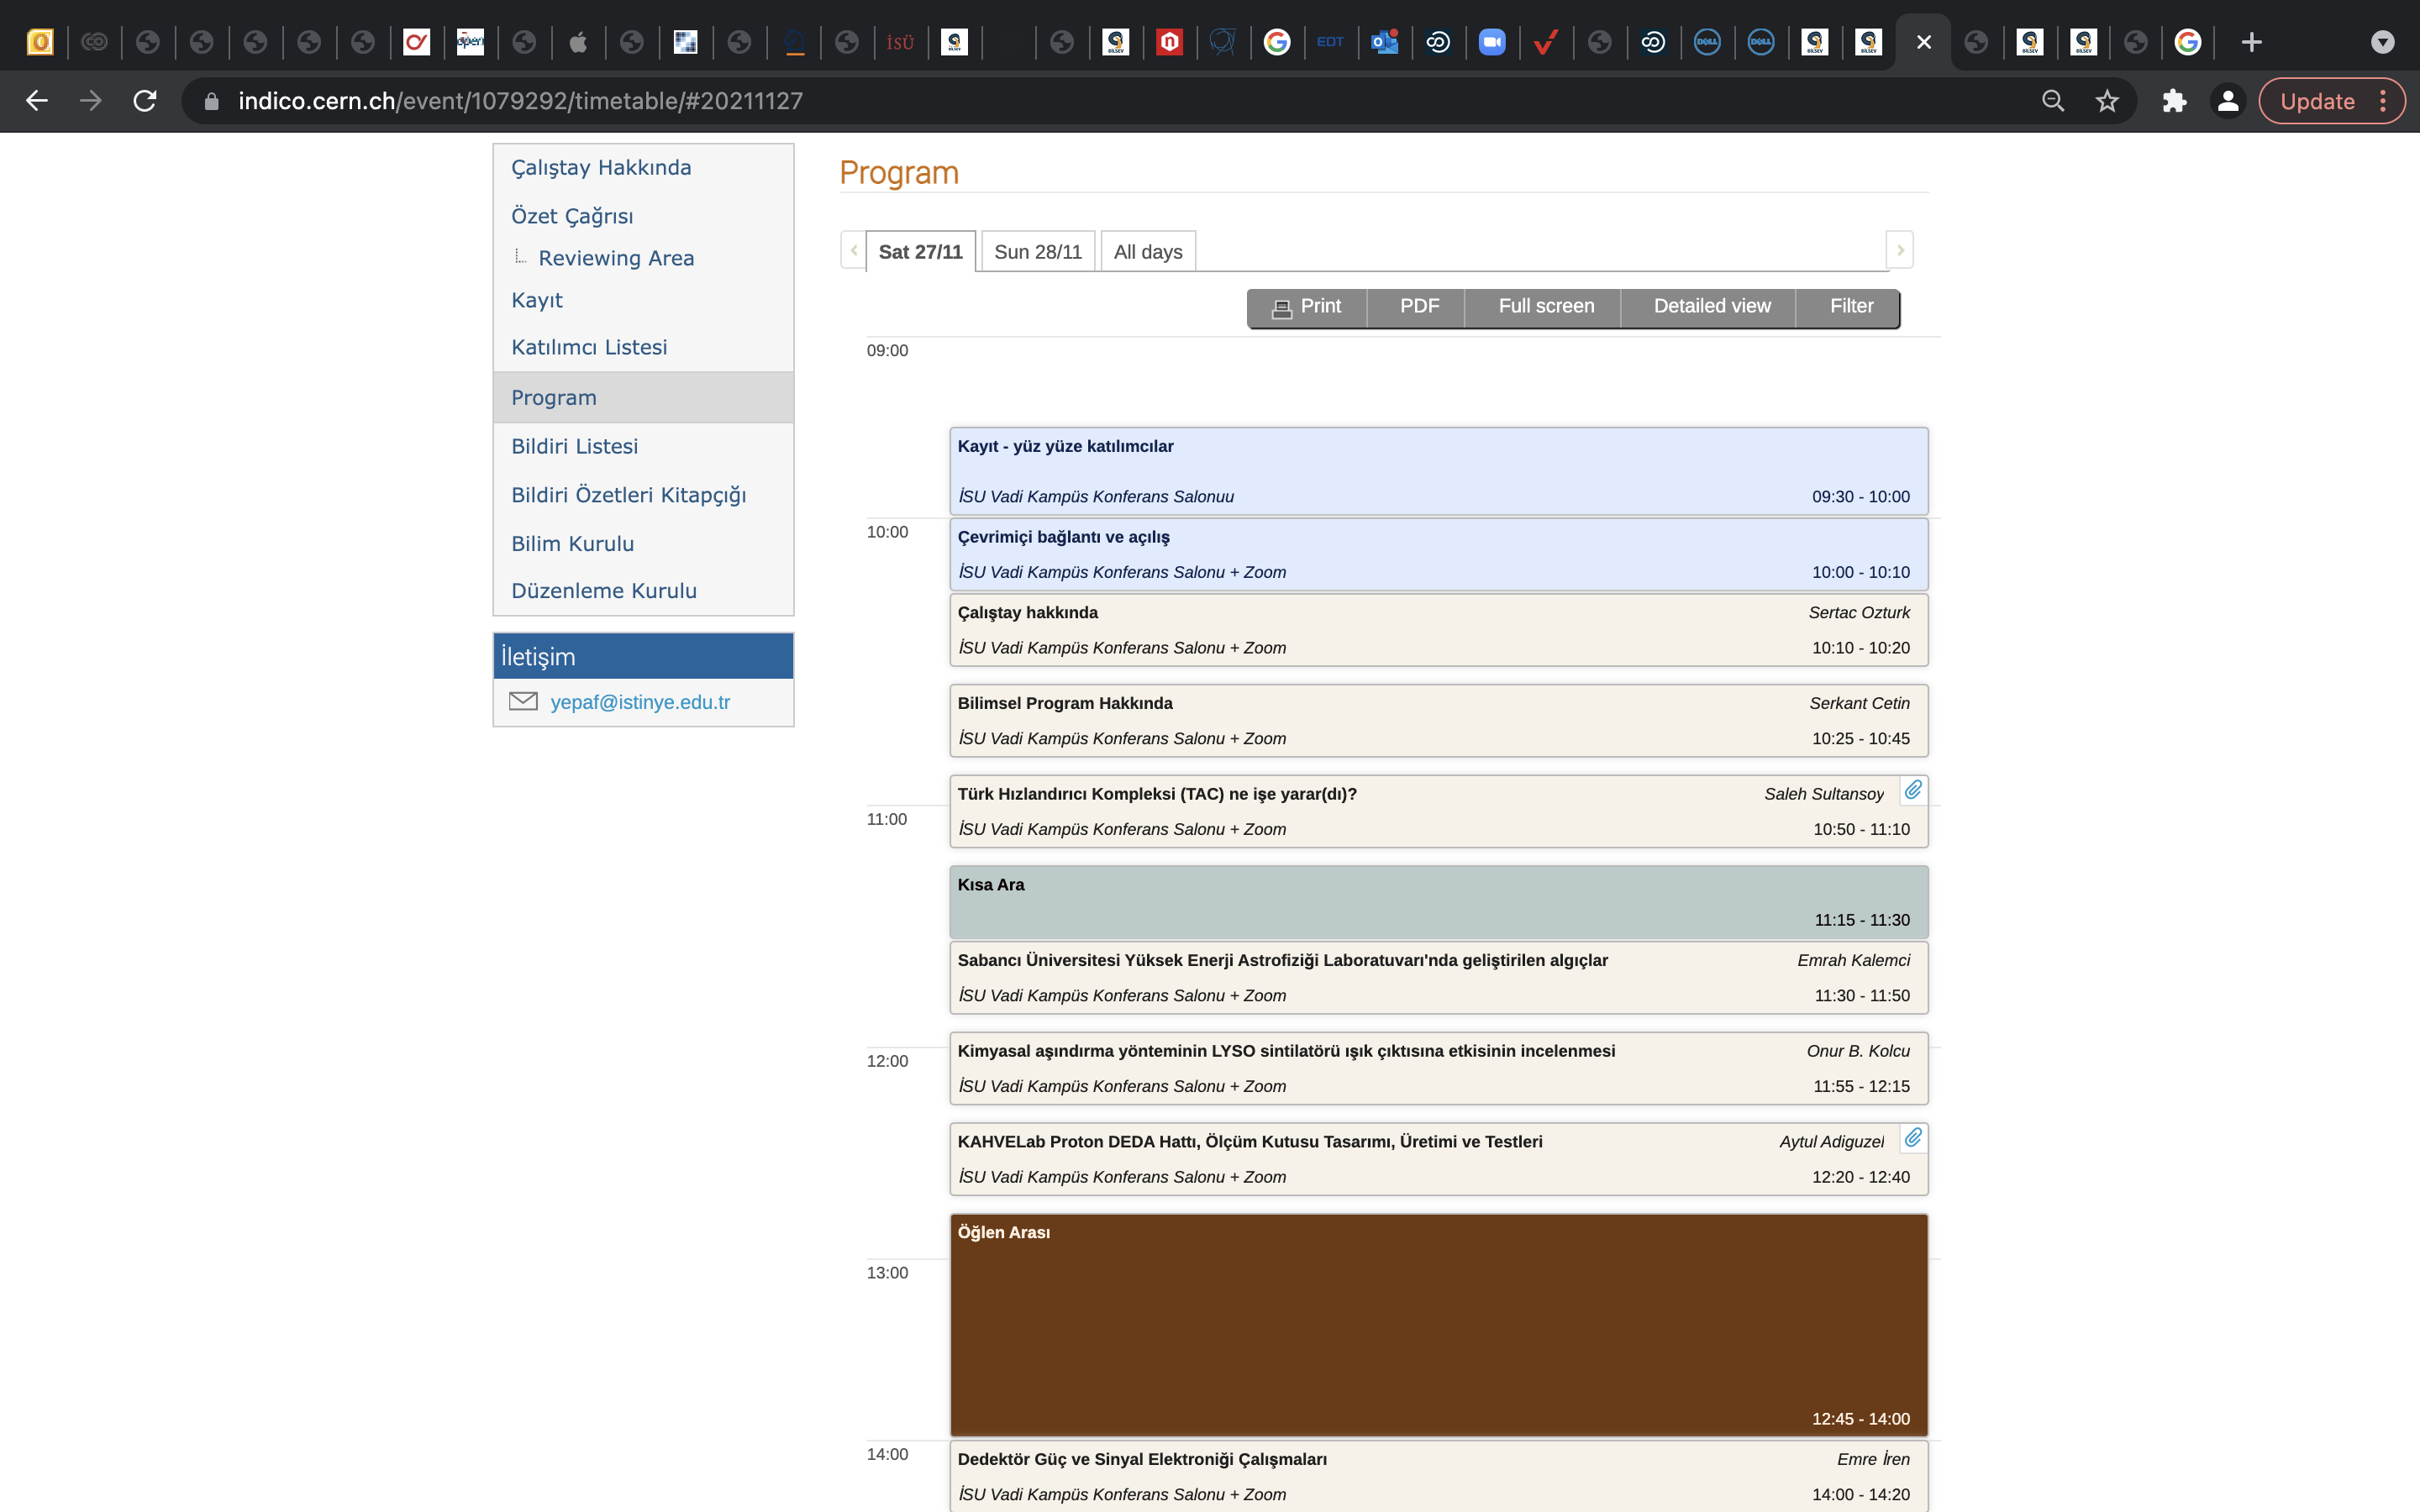 İSÜ
EDT
DELL
DELL
indico.cern.ch/event/1079292/timetable/#20211127
Update
Çalıştay Hakkında
Özet Çağrısı
Reviewing Area
Kayıt
Katılımcı Listesi
Program
Bildiri Listesi
Bildiri Özetleri Kitapçığı
Bilim Kurulu
Düzenleme Kurulu
İletişim
yepaf@istinye.edu.tr
Program
Sat 27/11 Sun 28/11 All days
Print PDF Full screen Detailed view Filter
09:00
Kayıt - yüz yüze katılımcılar
İSU Vadi Kampüs Konferans Salonuu 09:30 - 10:00
10:00
Çevrimiçi bağlantı ve açılış
İSU Vadi Kampüs Konferans Salonu + Zoom 10:00 - 10:10
Çalıştay hakkında Sertac Ozturk
İSU Vadi Kampüs Konferans Salonu + Zoom 10:10 - 10:20
Bilimsel Program Hakkında Serkant Cetin
İSU Vadi Kampüs Konferans Salonu + Zoom 10:25 - 10:45
Türk Hızlandırıcı Kompleksi (TAC) ne işe yarar(dı)? Saleh Sultansoy
11:00
İSU Vadi Kampüs Konferans Salonu + Zoom 10:50 - 11:10
Kısa Ara
11:15 - 11:30
Sabancı Üniversitesi Yüksek Enerji Astrofiziği Laboratuvarı'nda geliştirilen algıçlar Emrah Kalemci
İSU Vadi Kampüs Konferans Salonu + Zoom 11:30 - 11:50
12:00
Kimyasal aşındırma yönteminin LYSO sintilatörü ışık çıktısına etkisinin incelenmesi Onur B. Kolcu
İSU Vadi Kampüs Konferans Salonu + Zoom 11:55 - 12:15
KAHVELab Proton DEDA Hattı, Ölçüm Kutusu Tasarımı, Üretimi ve Testleri Aytul Adiguzel
İSU Vadi Kampüs Konferans Salonu + Zoom 12:20 - 12:40
Öğlen Arası
13:00
12:45 - 14:00
14:00
Dedektör Güç ve Sinyal Elektroniği Çalışmaları Emre İren
İSU Vadi Kampüs Konferans Salonu + Zoom 14:00 - 14:20